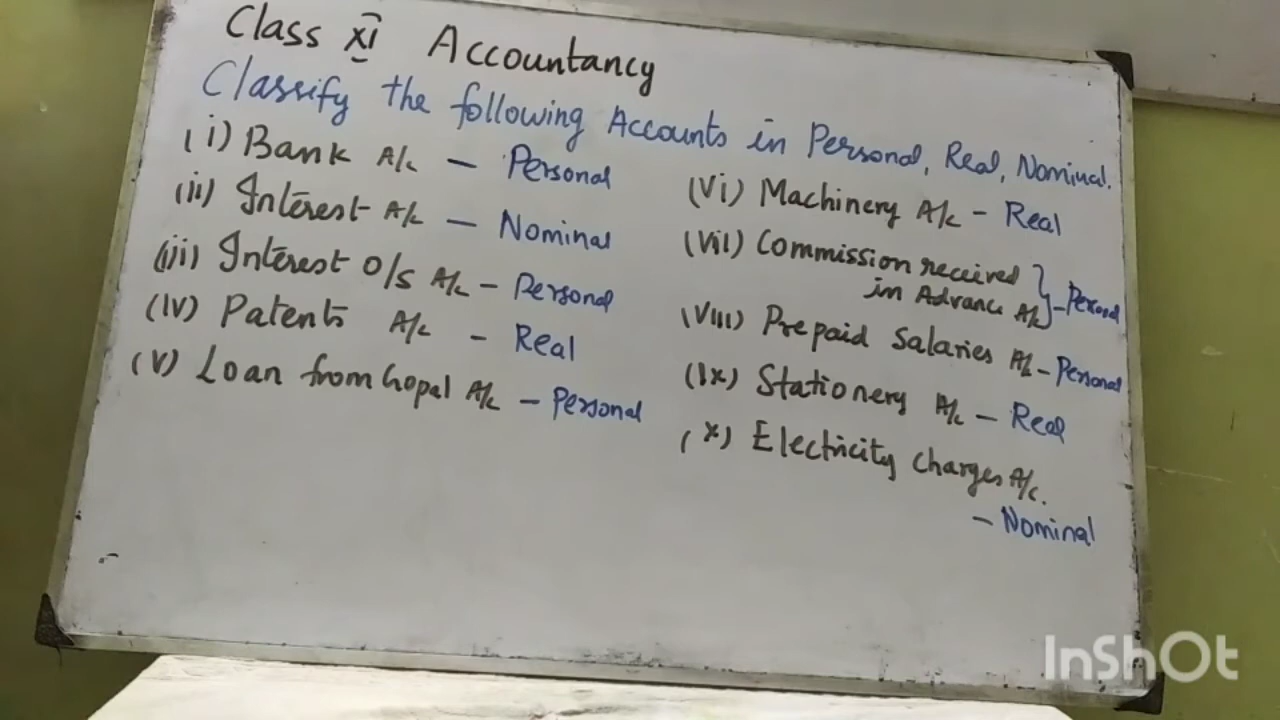 Class XI Accountancy
Classify the following Accounts in Personal, Real, Nominal.
(i) Bank A/c — Personal
(ii) Interest A/c — Nominal
(iii) Interest O/s A/c - Personal
(IV) Patents A/c - Real
(V) Loan from Gopal A/c - Personal
(Vi) Machinery A/c - Real
(Vii) Commission received
in Advance A/c } - Personal
(VIII) Prepaid Salaries A/c - Personal
(Ix) Stationery A/c - Real
(X) Electricity Charges A/c.
- Nominal
InShOt